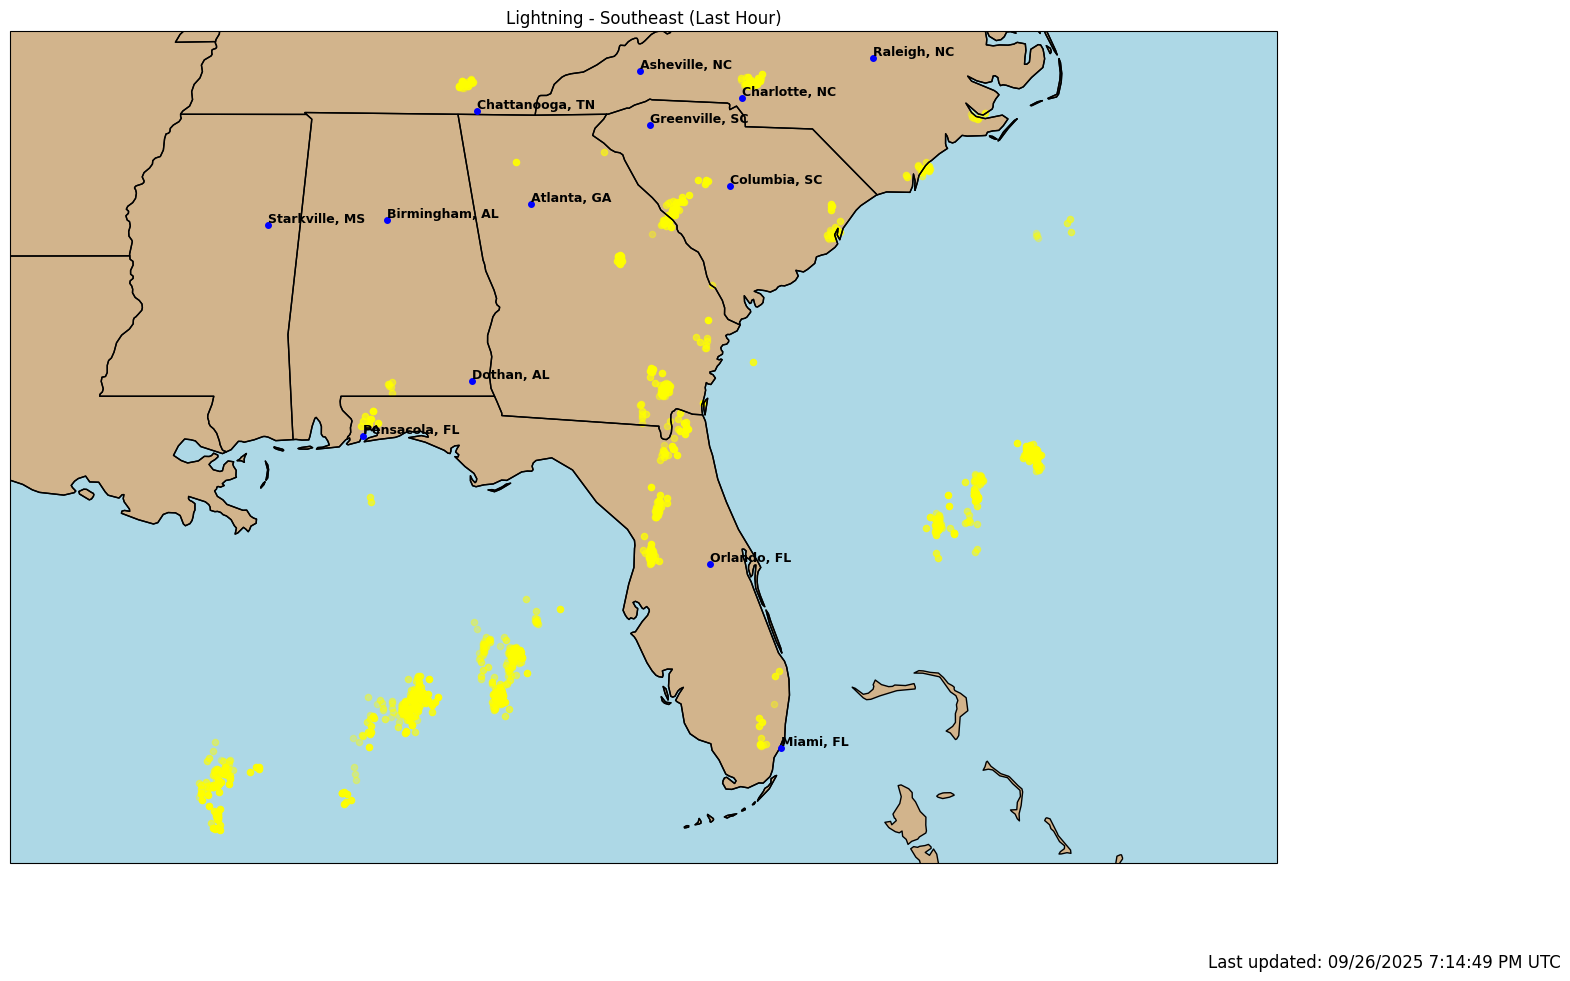 Lightning - Southeast (Last Hour)
Raleigh, NC
Asheville, NC
Charlotte, NC
Chattanooga, TN
Greenville, SC
Columbia, SC
Atlanta, GA
Birmingham, AL
Starkville, MS
Dothan, AL
Pensacola, FL
Orlando, FL
Miami, FL
Last updated: 09/26/2025 7:14:49 PM UTC